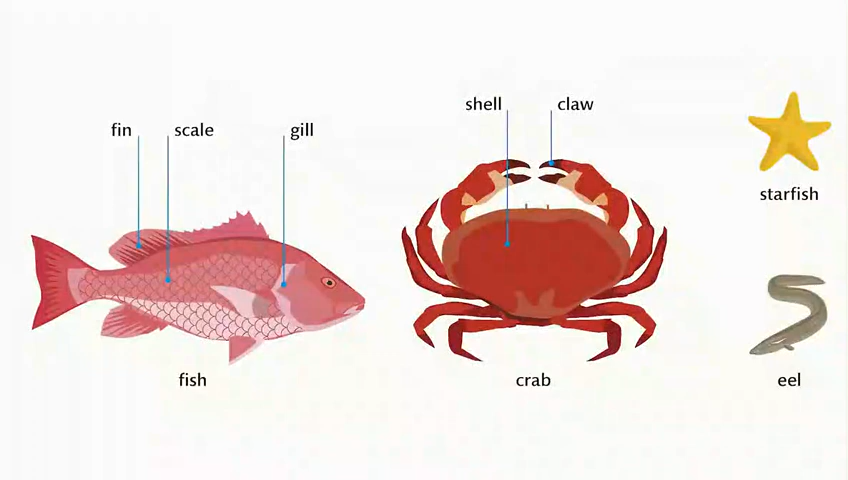 shell
claw
fin
scale
gill
starfish
fish
crab
eel